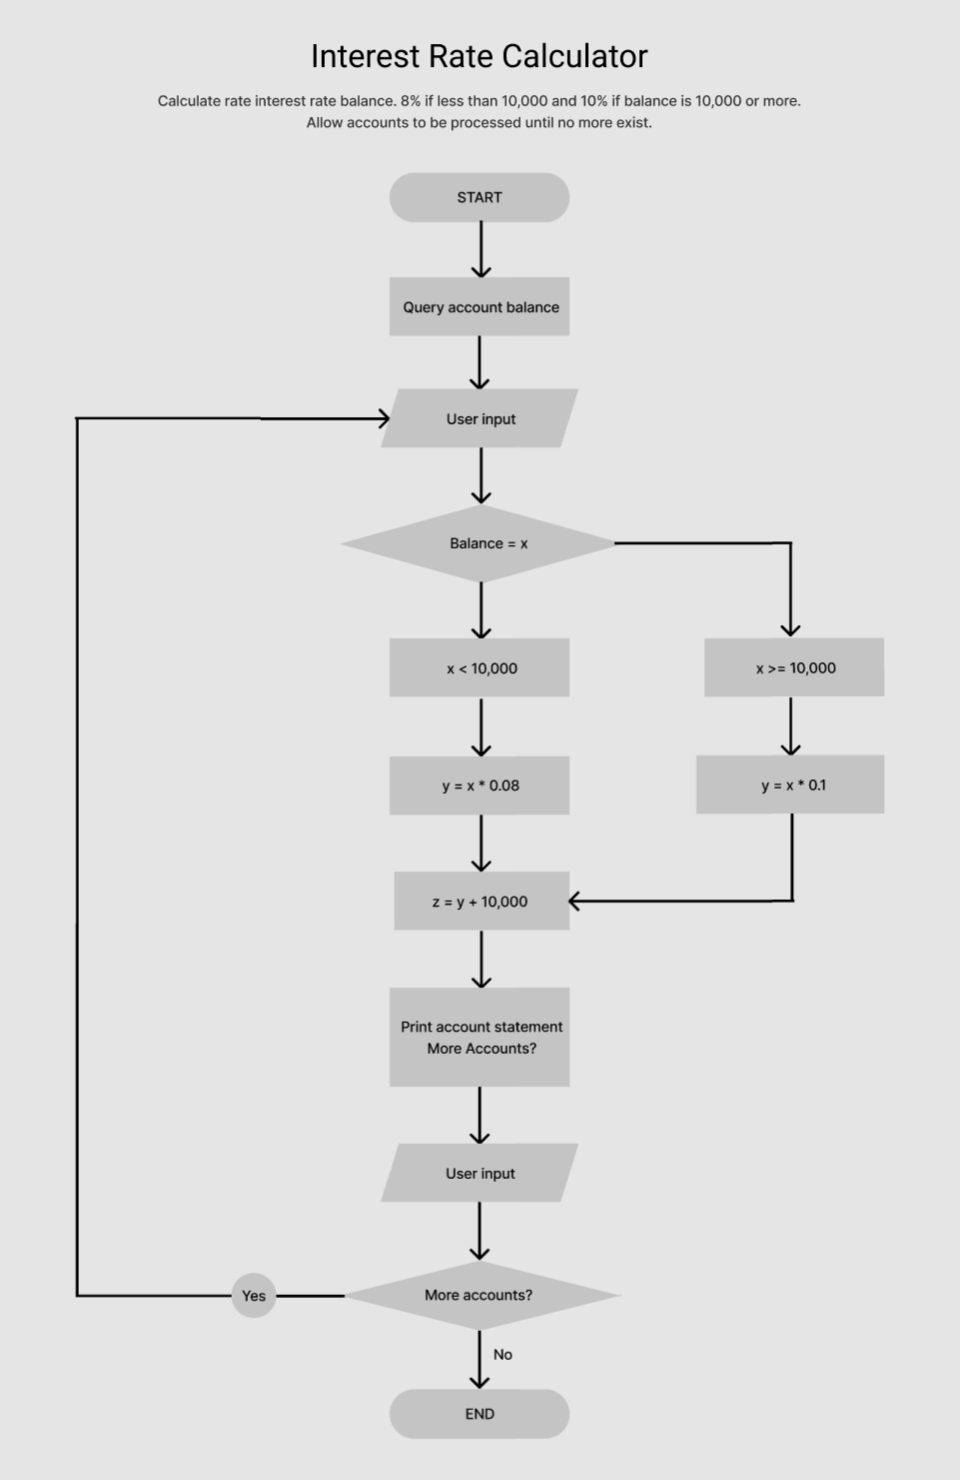 Interest Rate Calculator
Calculate rate interest rate balance. 8% if less than 10,000 and 10% if balance is 10,000 or more.
Allow accounts to be processed until no more exist.
START
Query account balance
User input
Balance = x
x < 10,000
x >= 10,000
y = x * 0.08
y = x * 0.1
z = y + 10,000
Print account statement
More Accounts?
User input
More accounts?
Yes
No
END